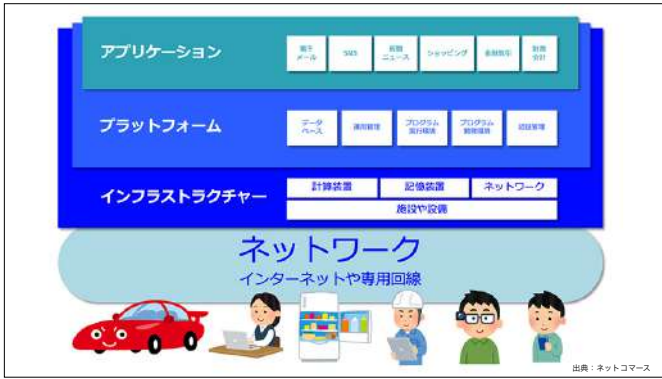 アプリケーション
電子
メール
SNS
新聞
ニュース
ショッピング
金融取引
財務
会計
プラットフォーム
データ
ベース
運用管理
プログラム
実行環境
プログラム
開発環境
認証管理
インフラストラクチャー
計算装置
記憶装置
ネットワーク
施設や設備
ネットワーク
インターネットや専用回線
出典：ネットコマース